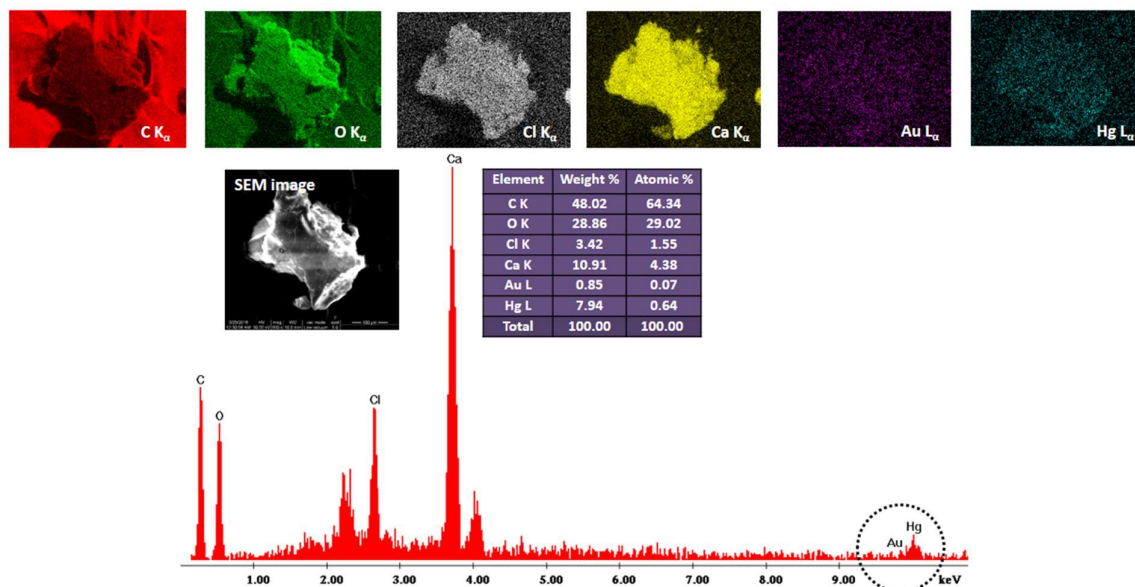 C Kα
O Kα
Cl Kα
Ca Kα
Au Lα
Hg Lα
SEM image
Element Weight % Atomic %
C K 48.02 64.34
O K 28.86 29.02
Cl K 3.42 1.55
Ca K 10.91 4.38
Au L 0.85 0.07
Hg L 7.94 0.64
Total 100.00 100.00
Ca
C
O
Cl
Hg
Au
1.00 2.00 3.00 4.00 5.00 6.00 7.00 8.00 9.00 keV